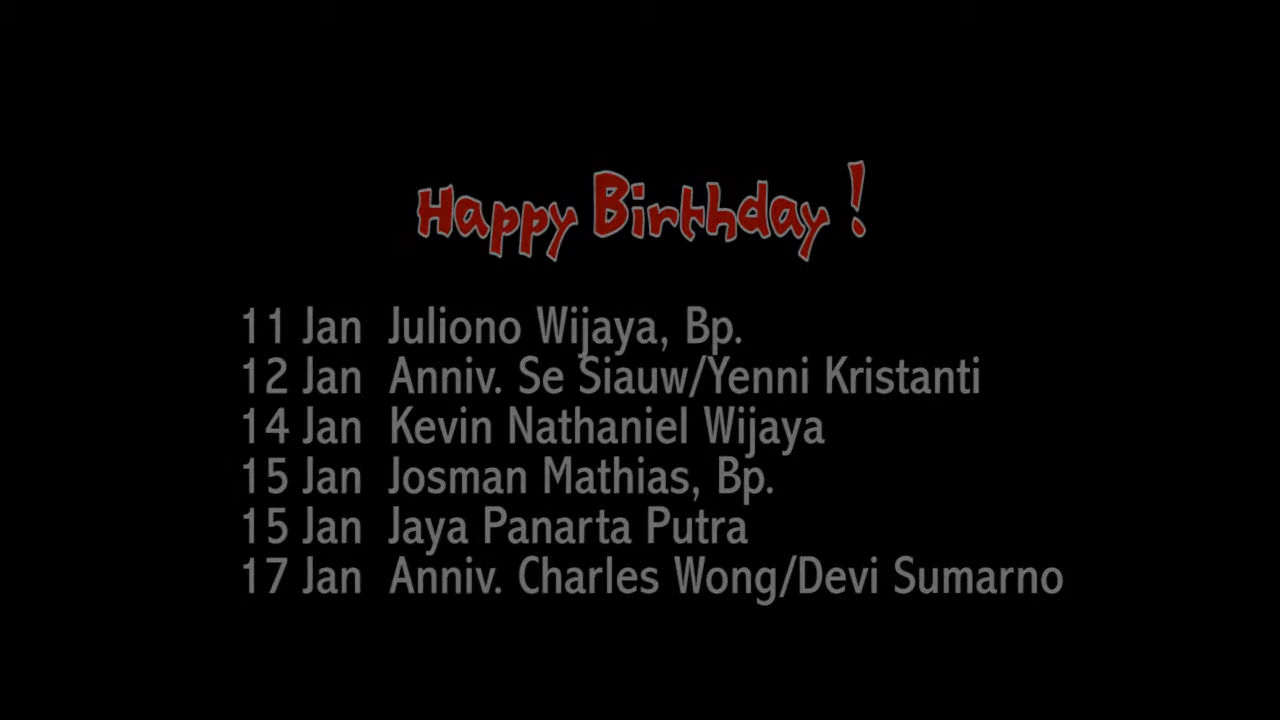 Happy Birthday !
11 Jan Juliono Wijaya, Bp.
12 Jan Anniv. Se Siauw/Yenni Kristanti
14 Jan Kevin Nathaniel Wijaya
15 Jan Josman Mathias, Bp.
15 Jan Jaya Panarta Putra
17 Jan Anniv. Charles Wong/Devi Sumarno